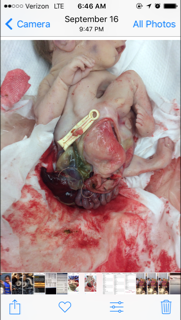 Verizon LTE 6:46 AM
September 16
9:47 PM
Camera
All Photos